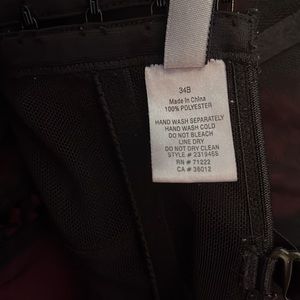 34B
Made In China
100% POLYESTER
HAND WASH SEPARATELY
HAND WASH COLD
DO NOT BLEACH
LINE DRY
DO NOT DRY CLEAN
STYLE # 231946S
RN # 71222
CA # 36012